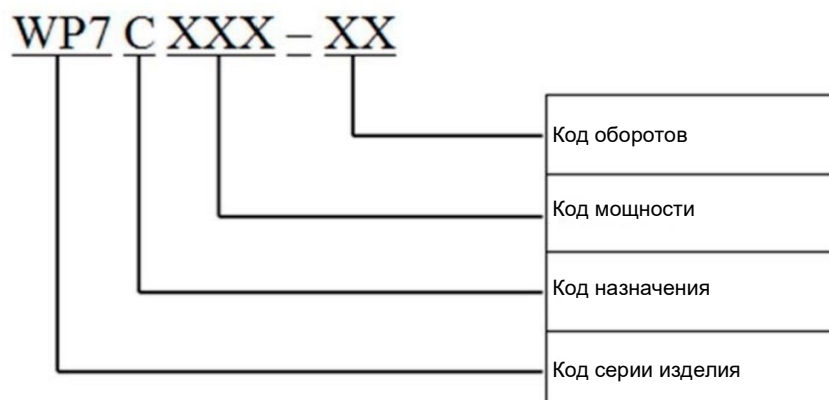 WP7 C XXX – XX
Код оборотов
Код мощности
Код назначения
Код серии изделия